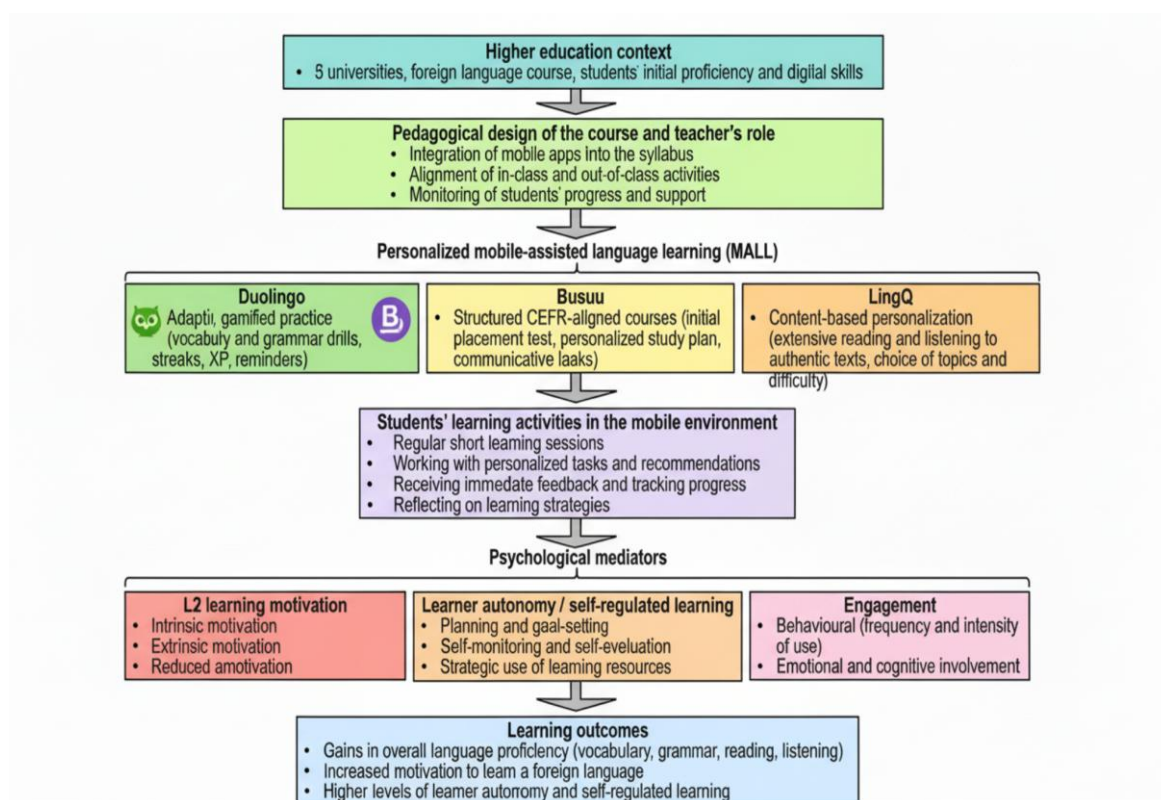 Higher education context
• 5 universities, foreign language course, students' initial proficiency and digilal skills
Pedagogical design of the course and teacher's role
• Integration of mobile apps into the syllabus
• Alignment of in-class and out-of-class activities
• Monitoring of students' progress and support
Personalized mobile-assisted language learning (MALL)
Duolingo
Adaptiı, gamified practice
(vocabuly and grammar drills,
streaks, XP, reminders)
B
Busuu
• Structured CEFR-allgned courses (initial
placement test, personalized study plan,
communicative laaks)
LingQ
• Content-based personalization
(extensive reading and listening to
authentic texts, choice of topics and
difficulty)
Students' learning activities in the mobile environment
• Regular short learning sessions
• Working with personalized tasks and recommendations
• Receiving immedate feedback and tracking progress
• Reflecting on learning strategies
Psychological mediators
L2 learning motivation
• Intrinsic motivation
• Extrinsic motivation
• Reduced amotivation
Learner autonomy / self-regulated learning
• Planning and gaal-setting
• Self-monitoring and self-eveluation
• Strategic use of learning resources
Engagement
• Behavioural (frequency and intensity
of use)
• Emotional and cognitive involvement
Learning outcomes
• Gains in overall language proficiency (vocabulary, grammar, reading, listening)
• Increased motivation to leam a foreign language
• Higher levels of leamer autorromy and self-regulated learning